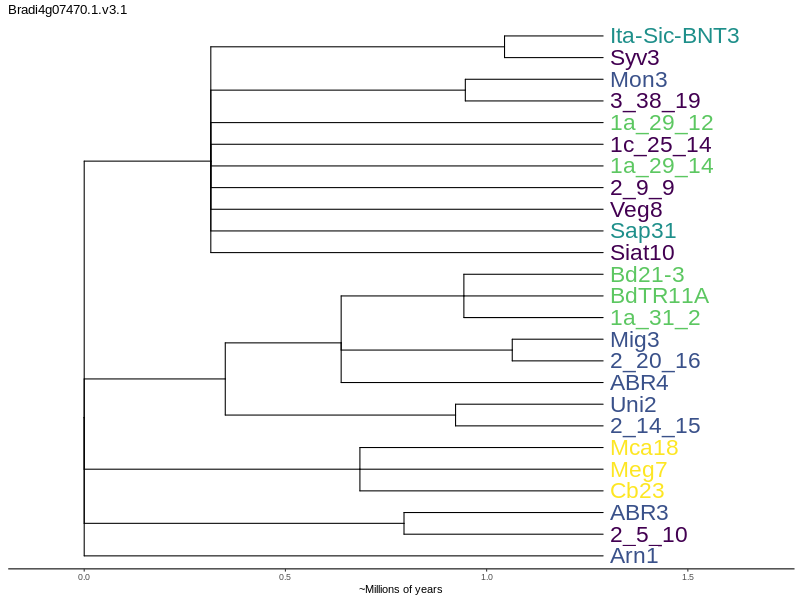 Bradi4g07470.1.v3.1
Ita-Sic-BNT3
Syv3
Mon3
3_38_19
1a_29_12
1c_25_14
1a_29_14
2_9_9
Veg8
Sap31
Siat10
Bd21-3
BdTR11A
1a_31_2
Mig3
2_20_16
ABR4
Uni2
2_14_15
Mca18
Meg7
Cb23
ABR3
2_5_10
Arn1
0.0 0.5 1.0 1.5
~Millions of years